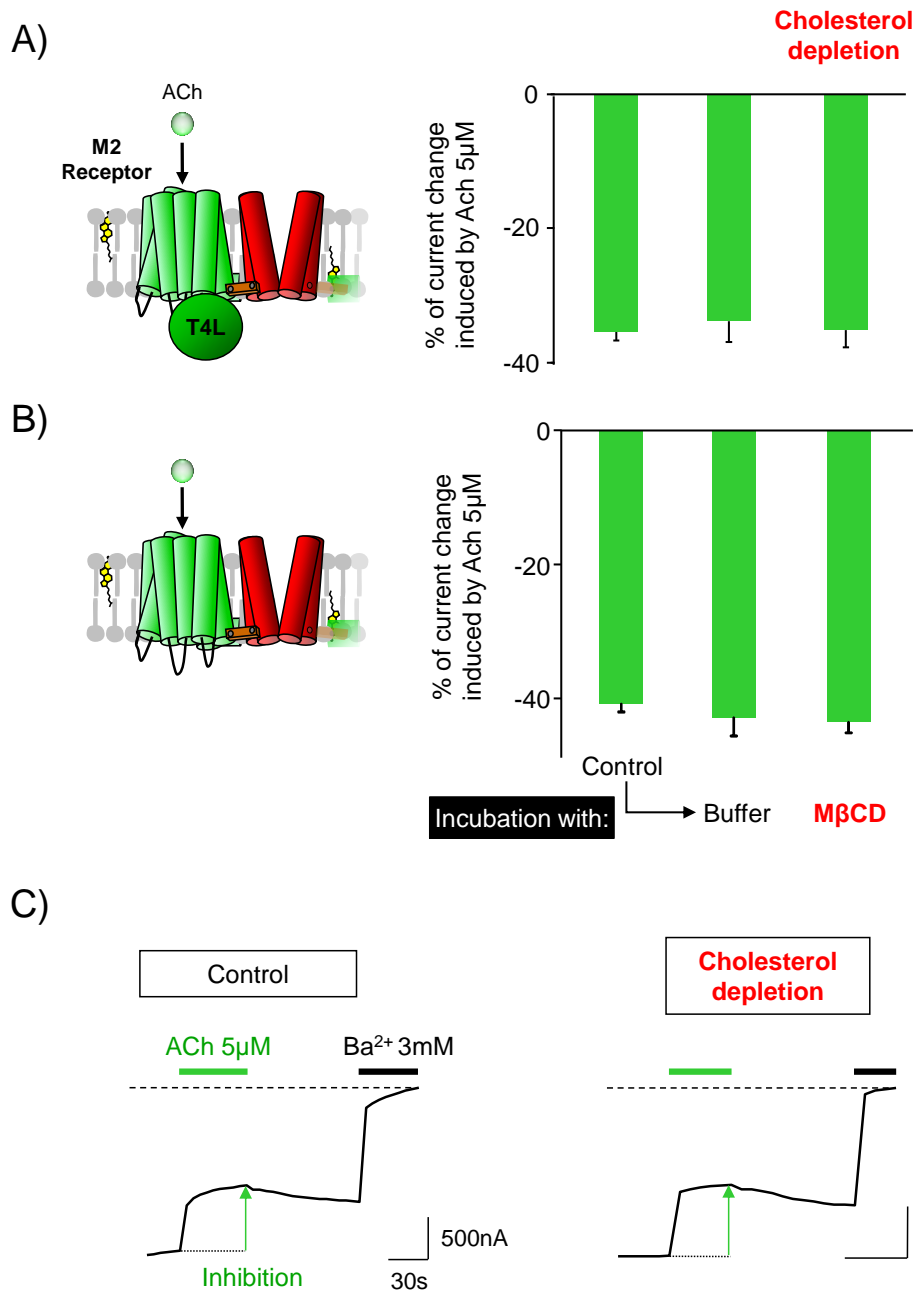 A)
Cholesterol
depletion
ACh
M2
Receptor
T4L
% of current change
induced by Ach 5µM
0
-20
-40
B)
% of current change
induced by Ach 5µM
0
-20
-40
Control
Incubation with:
Buffer
MβCD
C)
Control
Cholesterol
depletion
ACh 5µM
Ba²⁺ 3mM
500nA
30s
Inhibition